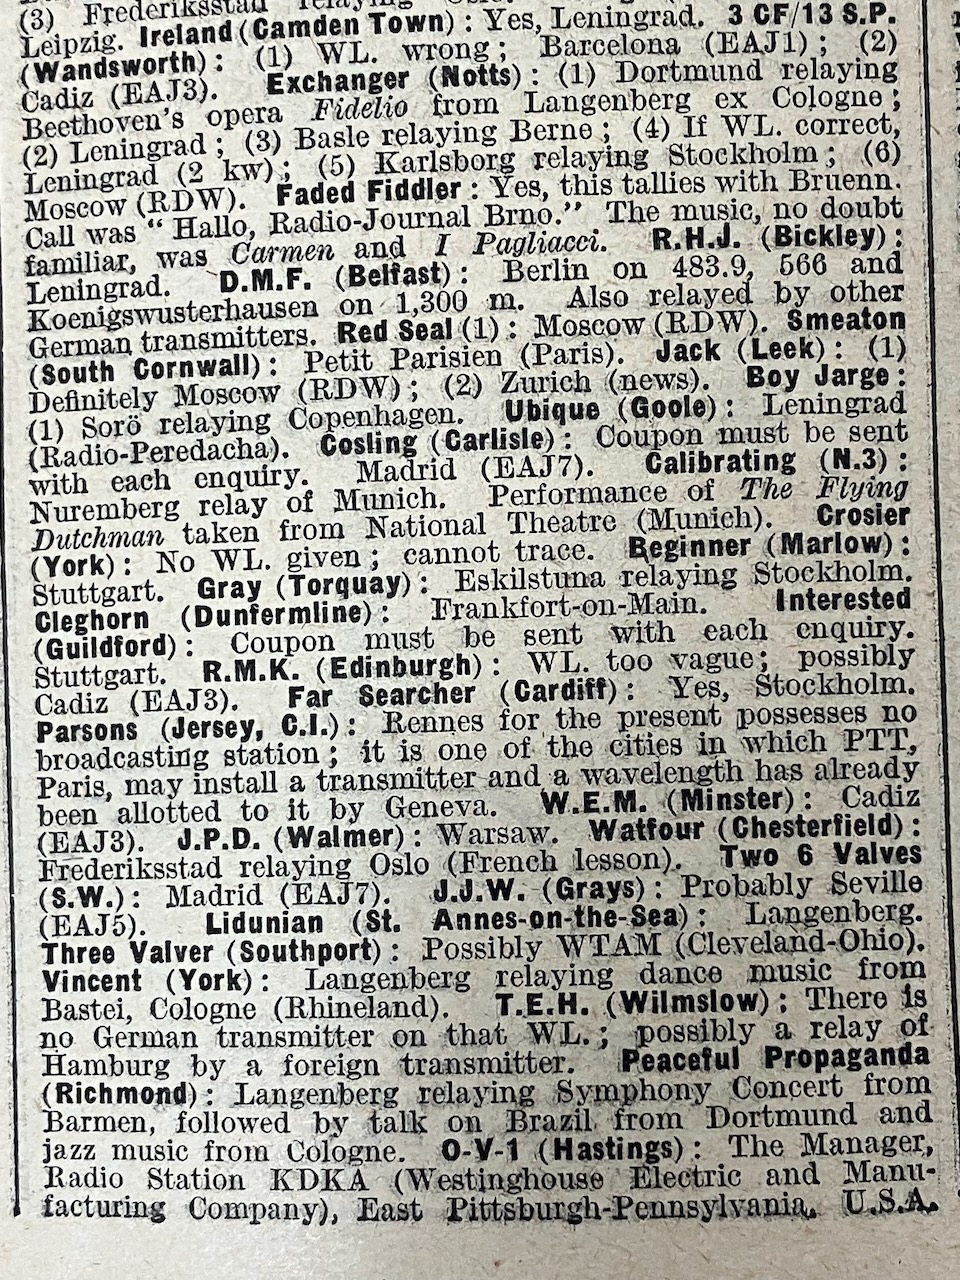 (3) Frederiksstad relaying Oslo.
Leipzig. Ireland (Camden Town): Yes, Leningrad. 3 CF/13 S.P.
(Wandsworth): (1) WL. wrong; Barcelona (EAJ1); (2)
Cadiz (EAJ3). Exchanger (Notts): (1) Dortmund relaying
Beethoven's opera Fidelio from Langenberg ex Cologne;
(2) Leningrad; (3) Basle relaying Berne; (4) If WL. correct,
Leningrad (2 kw); (5) Karlsborg relaying Stockholm; (6)
Moscow (RDW). Faded Fiddler: Yes, this tallies with Bruenn.
Call was "Hallo, Radio-Journal Brno." The music, no doubt
familiar, was Carmen and I Pagliacci. R.H.J. (Bickley):
Leningrad. D.M.F. (Belfast): Berlin on 483.9, 566 and
Koenigswusterhausen on 1,300 m. Also relayed by other
German transmitters. Red Seal (1): Moscow (RDW). Smeaton
(South Cornwall): Petit Parisien (Paris). Jack (Leek): (1)
Definitely Moscow (RDW); (2) Zurich (news). Boy Jarge:
(1) Sorö relaying Copenhagen. Ubique (Goole): Leningrad
(Radio-Peredacha). Cosling (Carlisle): Coupon must be sent
with each enquiry. Madrid (EAJ7). Calibrating (N.3):
Nuremberg relay of Munich. Performance of The Flying
Dutchman taken from National Theatre (Munich). Crosier
(York): No WL. given; cannot trace. Beginner (Marlow):
Stuttgart. Gray (Torquay): Eskilstuna relaying Stockholm.
Cleghorn (Dunfermline): Frankfort-on-Main. Interested
(Guildford): Coupon must be sent with each enquiry.
Stuttgart. R.M.K. (Edinburgh): WL. too vague; possibly
Cadiz (EAJ3). Far Searcher (Cardiff): Yes, Stockholm.
Parsons (Jersey, C.I.): Rennes for the present possesses no
broadcasting station; it is one of the cities in which PTT,
Paris, may install a transmitter and a wavelength has already
been allotted to it by Geneva. W.E.M. (Minster): Cadiz
(EAJ3). J.P.D. (Walmer): Warsaw. Watfour (Chesterfield):
Frederiksstad relaying Oslo (French lesson). Two 6 Valves
(S.W.): Madrid (EAJ7). J.J.W. (Grays): Probably Seville
(EAJ5). Lidunian (St. Annes-on-the-Sea): Langenberg.
Three Valver (Southport): Possibly WTAM (Cleveland-Ohio).
Vincent (York): Langenberg relaying dance music from
Bastei, Cologne (Rhineland). T.E.H. (Wilmslow): There is
no German transmitter on that WL.; possibly a relay of
Hamburg by a foreign transmitter. Peaceful Propaganda
(Richmond): Langenberg relaying Symphony Concert from
Barmen, followed by talk on Brazil from Dortmund and
jazz music from Cologne. O-V-1 (Hastings): The Manager,
Radio Station KDKA (Westinghouse Electric and Manu-
facturing Company), East Pittsburgh-Pennsylvania, U.S.A.